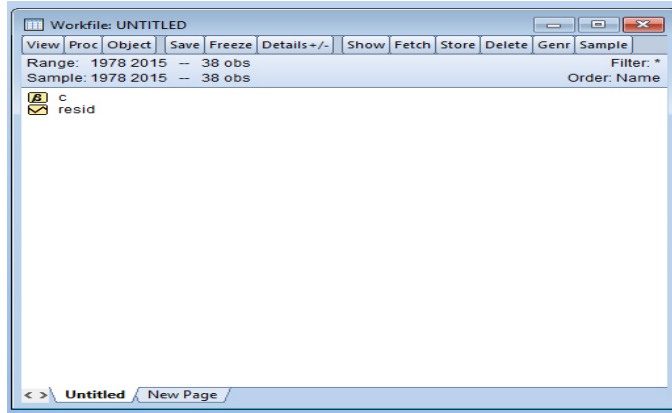 Workfile: UNTITLED
View Proc Object Save Freeze Details+/- Show Fetch Store Delete Genr Sample
Range: 1978 2015 -- 38 obs Filter: *
Sample: 1978 2015 -- 38 obs Order: Name
β c
resid
< > Untitled New Page